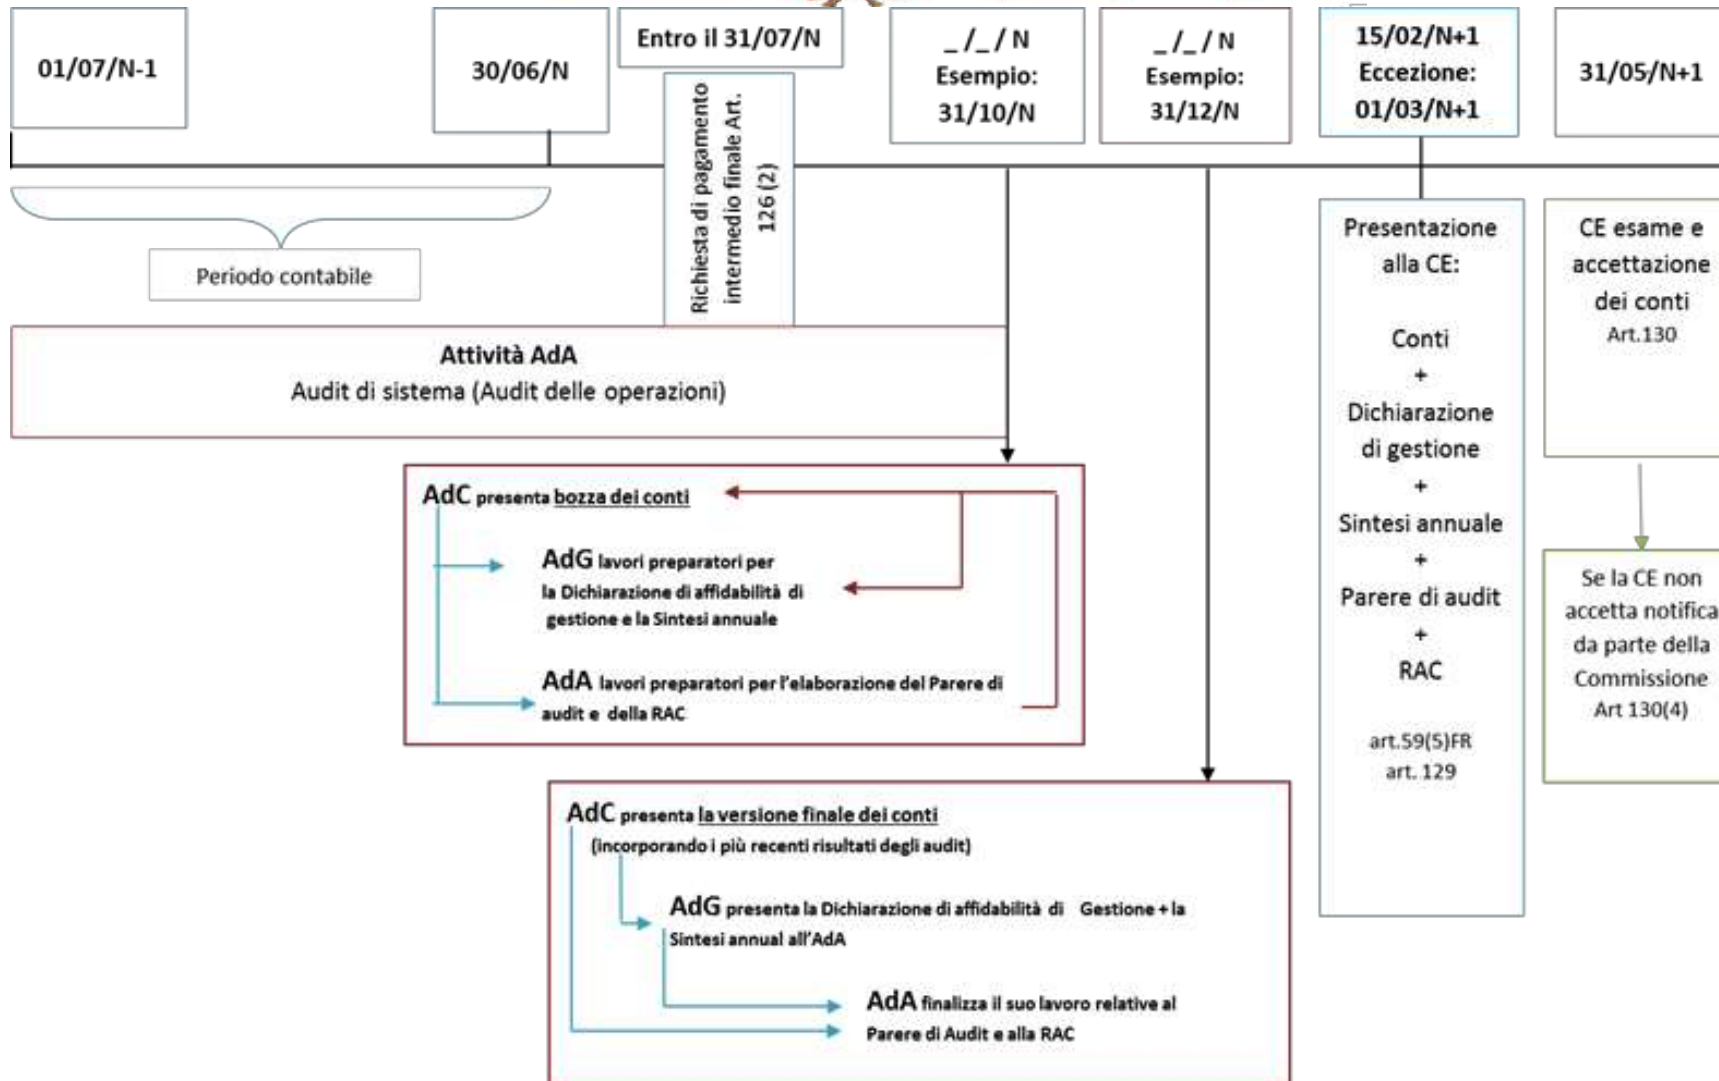 01/07/N-1
30/06/N
Entro il 31/07/N
_ /_ / N
Esempio:
31/10/N
_ /_ / N
Esempio:
31/12/N
15/02/N+1
Eccezione:
01/03/N+1
31/05/N+1
Richiesta di pagamento
intermedio finale Art.
126 (2)
Periodo contabile
Attività AdA
Audit di sistema (Audit delle operazioni)
AdC presenta bozza dei conti
AdG lavori preparatori per
la Dichiarazione di affidabilità di
gestione e la Sintesi annuale
AdA lavori preparatori per l'elaborazione del Parere di
audit e della RAC
AdC presenta la versione finale dei conti
(incorporando i più recenti risultati degli audit)
AdG presenta la Dichiarazione di affidabilità di Gestione + la
Sintesi annual all'AdA
AdA finalizza il suo lavoro relative al
Parere di Audit e alla RAC
Presentazione
alla CE:
Conti
+
Dichiarazione
di gestione
+
Sintesi annuale
+
Parere di audit
+
RAC
art.59(5)FR
art. 129
CE esame e
accettazione
dei conti
Art.130
Se la CE non
accetta notifica
da parte della
Commissione
Art 130(4)